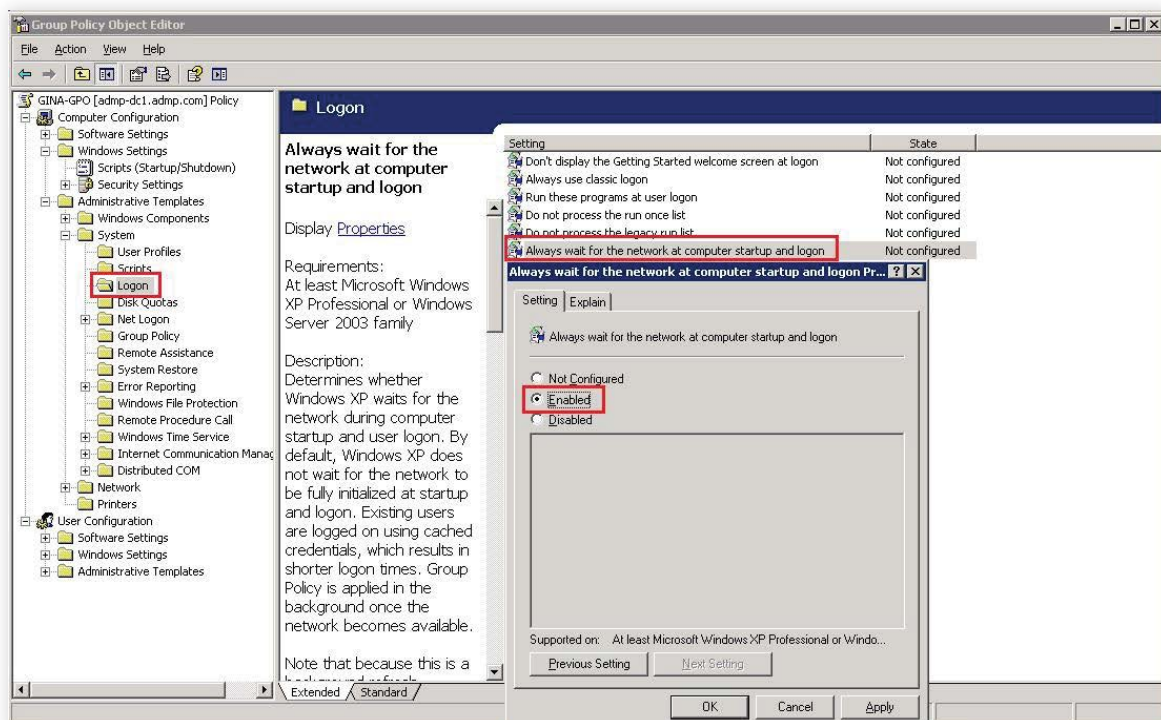 Group Policy Object Editor
File Action View Help
GINA-GPO [admp-dc1.admp.com] Policy
Computer Configuration
Software Settings
Windows Settings
Scripts (Startup/Shutdown)
Security Settings
Administrative Templates
Windows Components
System
User Profiles
Scripts
Logon
Disk Quotas
Net Logon
Group Policy
Remote Assistance
System Restore
Error Reporting
Windows File Protection
Remote Procedure Call
Windows Time Service
Internet Communication Manag
Distributed COM
Network
Printers
User Configuration
Software Settings
Windows Settings
Administrative Templates
Logon
Always wait for the
network at computer
startup and logon
Display Properties
Requirements:
At least Microsoft Windows
XP Professional or Windows
Server 2003 family
Description:
Determines whether
Windows XP waits for the
network during computer
startup and user logon. By
default, Windows XP does
not wait for the network to
be fully initialized at startup
and logon. Existing users
are logged on using cached
credentials, which results in
shorter logon times. Group
Policy is applied in the
background once the
network becomes available.
Note that because this is a
background refresh
Extended Standard
Setting State
Don't display the Getting Started welcome screen at logon Not configured
Always use classic logon Not configured
Run these programs at user logon Not configured
Do not process the run once list Not configured
Do not process the legacy run list Not configured
Always wait for the network at computer startup and logon Not configured
Always wait for the network at computer startup and logon Pr...
Setting Explain
Always wait for the network at computer startup and logon
Not Configured
Enabled
Disabled
Supported on: At least Microsoft Windows XP Professional or Windo...
Previous Setting Next Setting
OK Cancel Apply